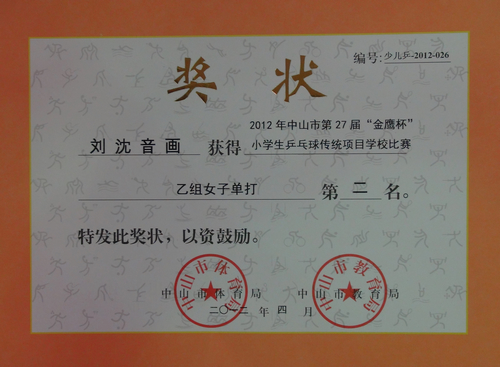 编号:少儿乒-2012-026
奖状
2012年中山市第27届“金鹰杯”
刘沈音画 获得 小学生乒乓球传统项目学校比赛
乙组女子单打 第二名。
特发此奖状，以资鼓励。
中山市体育局 中山市教育局
中山市体育局 中山市教育局
二〇一二年四月